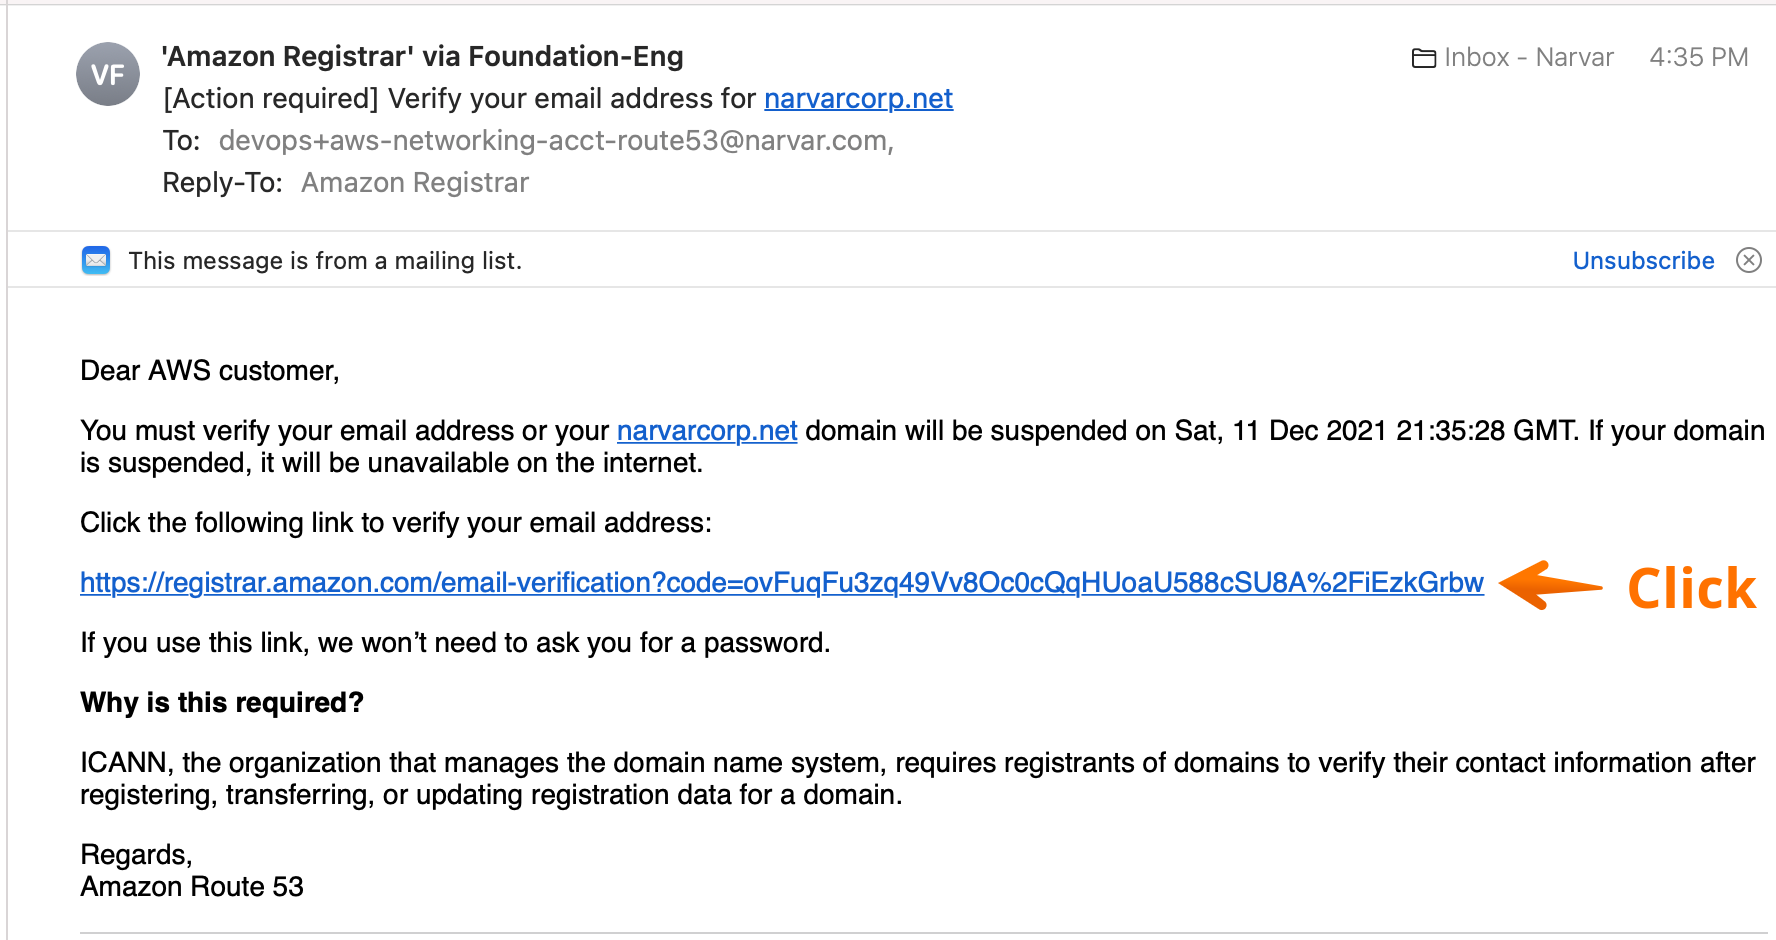 VF
'Amazon Registrar' via Foundation-Eng
Inbox - Narvar 4:35 PM
[Action required] Verify your email address for narvarcorp.net
To: devops+aws-networking-acct-route53@narvar.com,
Reply-To: Amazon Registrar
This message is from a mailing list.
Unsubscribe
Dear AWS customer,
You must verify your email address or your narvarcorp.net domain will be suspended on Sat, 11 Dec 2021 21:35:28 GMT. If your domain
is suspended, it will be unavailable on the internet.
Click the following link to verify your email address:
https://registrar.amazon.com/email-verification?code=ovFuqFu3zq49Vv8Oc0cQqHUoaU588cSU8A%2FiEzkGrbw
Click
If you use this link, we won’t need to ask you for a password.
Why is this required?
ICANN, the organization that manages the domain name system, requires registrants of domains to verify their contact information after
registering, transferring, or updating registration data for a domain.
Regards,
Amazon Route 53